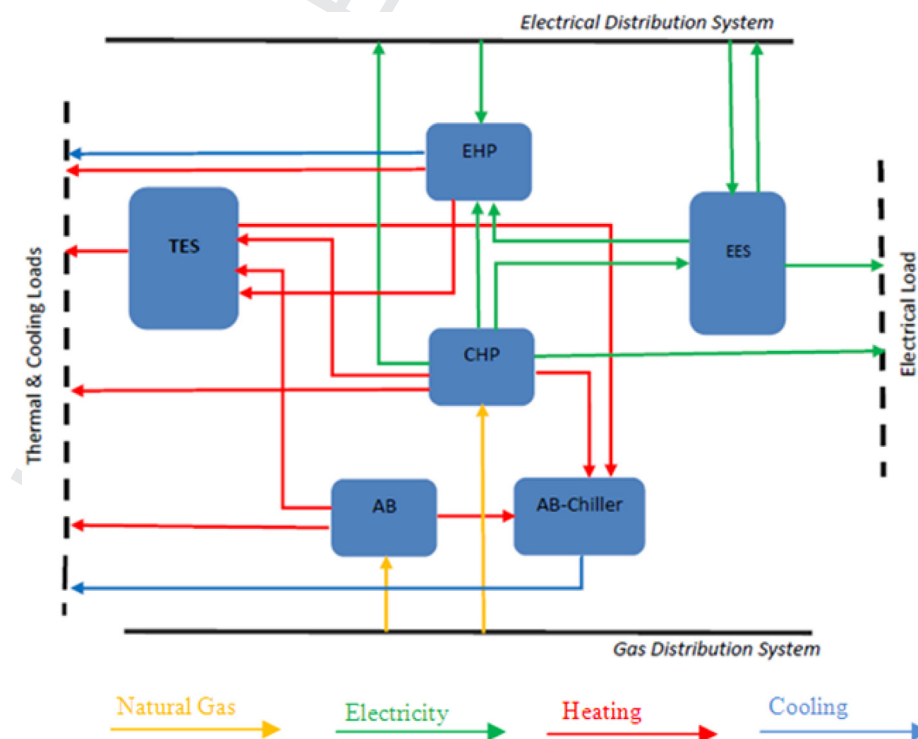 Electrical Distribution System
EHP
TES
EES
Thermal & Cooling Loads
Electrical Load
CHP
AB
AB-Chiller
Gas Distribution System
Natural Gas
Electricity
Heating
Cooling